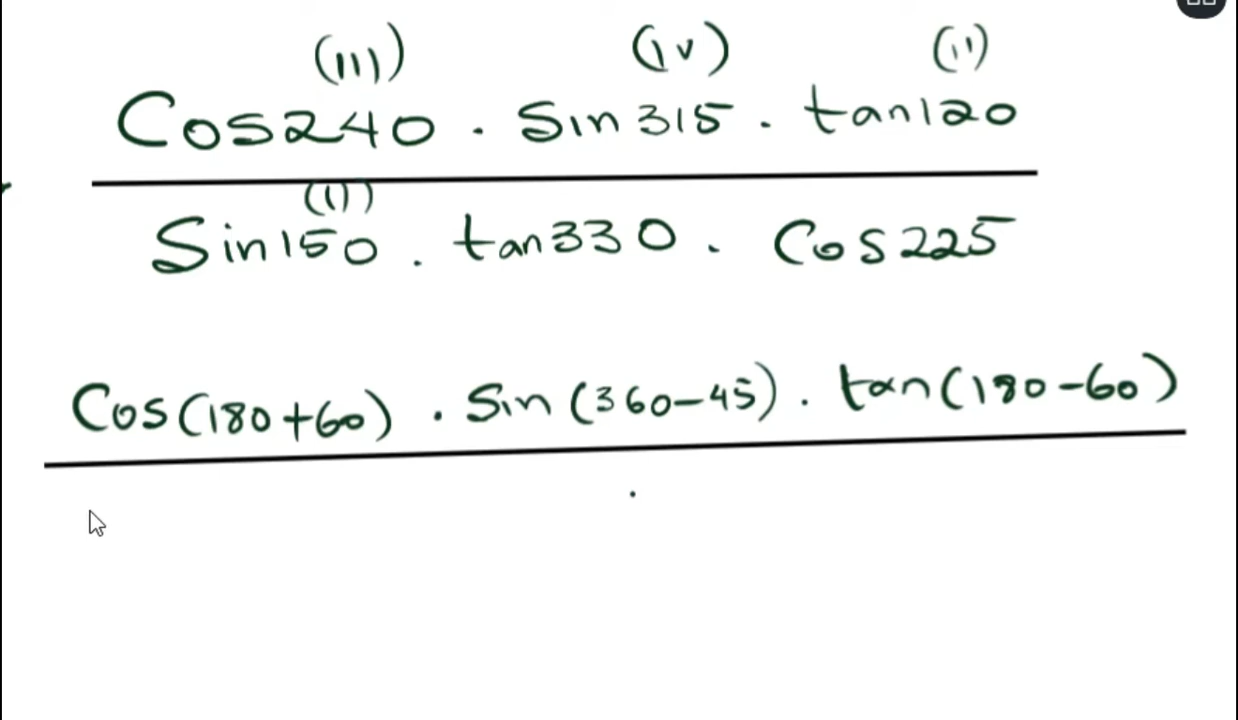 (III) (iv) (ii)
Cos240 . Sin315 . tan120
(II)
Sin150 . tan330 . Cos225
Cos(180+60) . Sin(360-45) . tan(180-60)
.